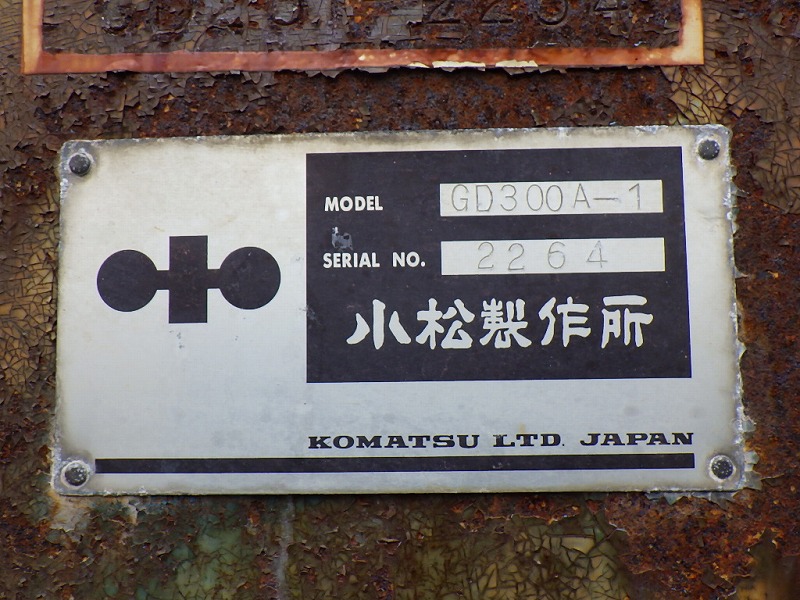 MODEL GD300A-1
SERIAL NO. 2264
小松製作所
KOMATSU LTD. JAPAN